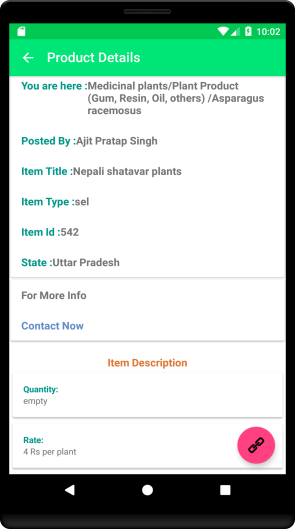 10:02
Product Details
You are here :Medicinal plants/Plant Product
(Gum, Resin, Oil, others) /Asparagus
racemosus
Posted By :Ajit Pratap Singh
Item Title :Nepali shatavar plants
Item Type :sel
Item Id :542
State :Uttar Pradesh
For More Info
Contact Now
Item Description
Quantity:
empty
Rate:
4 Rs per plant